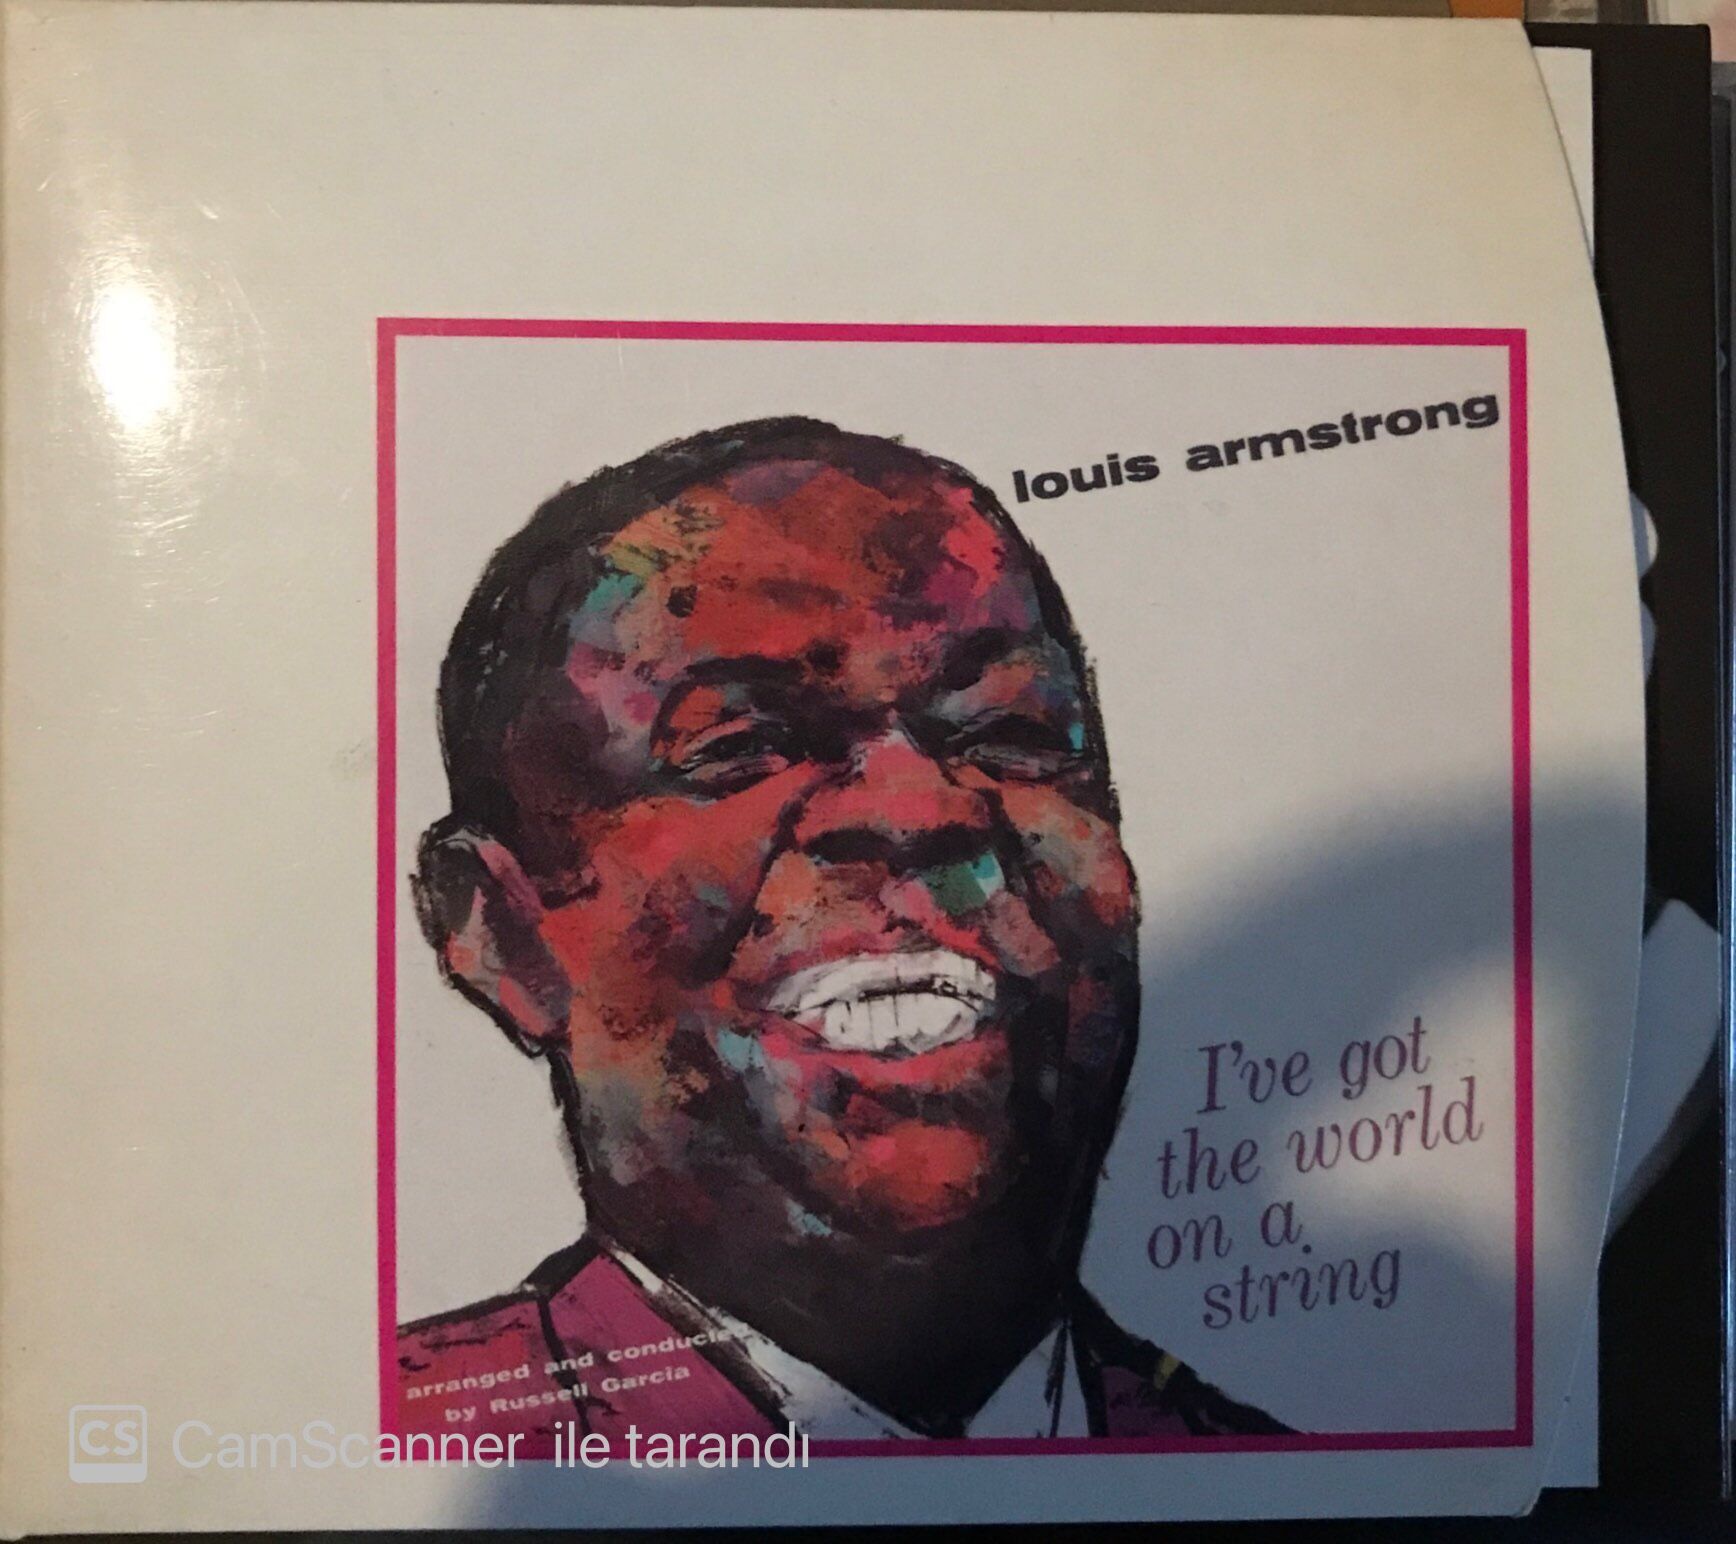 louis armstrong
I've got
the world
on a
string
arranged and conducted
by Russell Garcia
CS CamScanner ile tarandı